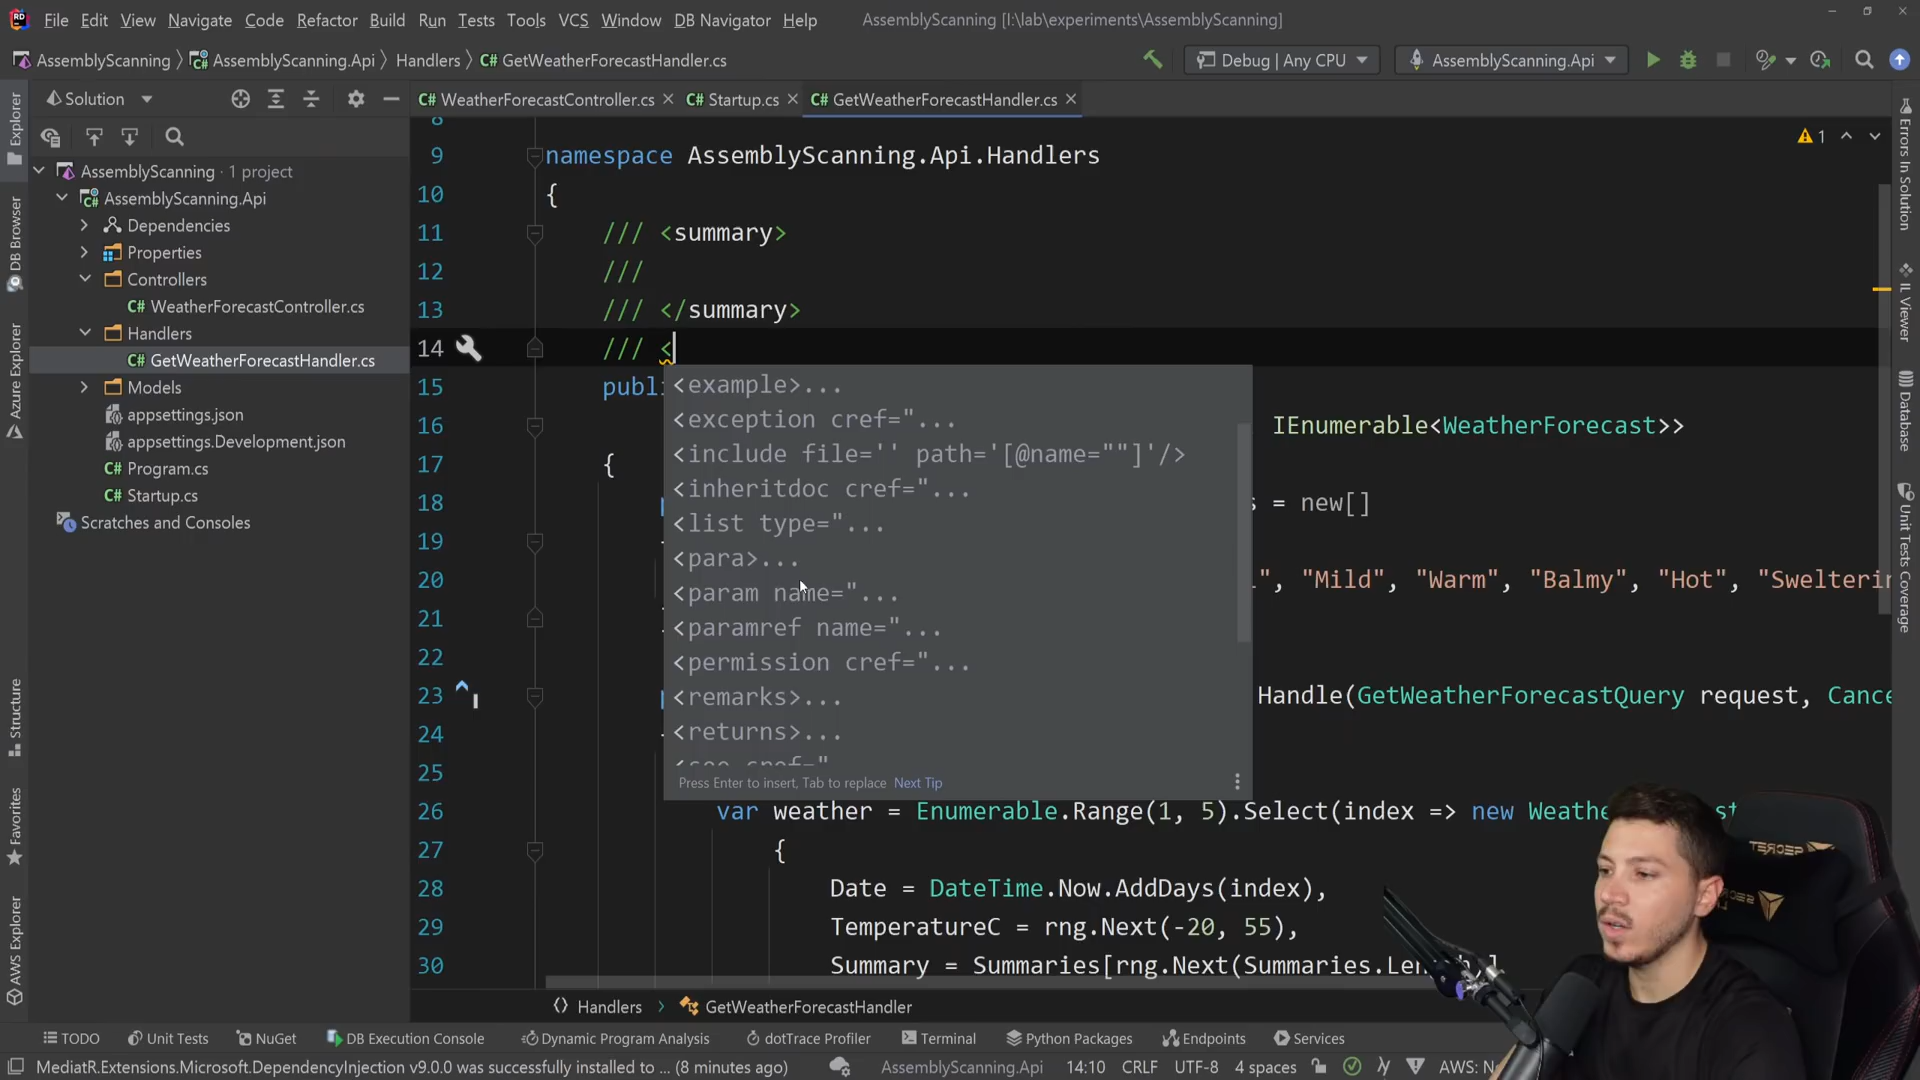 File Edit View Navigate Code Refactor Build Run Tests Tools VCS Window DB Navigator Help AssemblyScanning [I:\lab\experiments\AssemblyScanning]
AssemblyScanning AssemblyScanning.Api Handlers C# GetWeatherForecastHandler.cs Debug | Any CPU AssemblyScanning.Api
Solution
C# WeatherForecastController.cs C# Startup.cs C# GetWeatherForecastHandler.cs
Explorer
DB Browser
Azure Explorer
Structure
Favorites
AWS Explorer
AssemblyScanning · 1 project
AssemblyScanning.Api
Dependencies
Properties
Controllers
C# WeatherForecastController.cs
Handlers
C# GetWeatherForecastHandler.cs
Models
appsettings.json
appsettings.Development.json
C# Program.cs
C# Startup.cs
Scratches and Consoles
1
8
9 namespace AssemblyScanning.Api.Handlers
10 {
11 /// <summary>
12 ///
13 /// </summary>
14 /// <
15 publi
16 IEnumerable<WeatherForecast>>
17 {
18 s = new[]
19
20 ", "Mild", "Warm", "Balmy", "Hot", "Swelterin
21
22
23 Handle(GetWeatherForecastQuery request, Cance
24
25
26 var weather = Enumerable.Range(1, 5).Select(index => new Weathe st
27 {
28 Date = DateTime.Now.AddDays(index),
29 TemperatureC = rng.Next(-20, 55),
30 Summary = Summaries[rng.Next(Summaries.Length)]
<example>...
<exception cref="...
<include file='' path='[@name=""]'/>
<inheritdoc cref="...
<list type="...
<para>...
<param name="...
<paramref name="...
<permission cref="...
<remarks>...
<returns>...
<see cref="
Press Enter to insert, Tab to replace Next Tip
Errors In Solution
IL Viewer
Database
Unit Tests Coverage
Handlers GetWeatherForecastHandler
TODO Unit Tests NuGet DB Execution Console Dynamic Program Analysis dotTrace Profiler Terminal Python Packages Endpoints Services
MediatR.Extensions.Microsoft.DependencyInjection v9.0.0 was successfully installed to ... (8 minutes ago) AssemblyScanning.Api 14:10 CRLF UTF-8 4 spaces AWS: N
SECRET